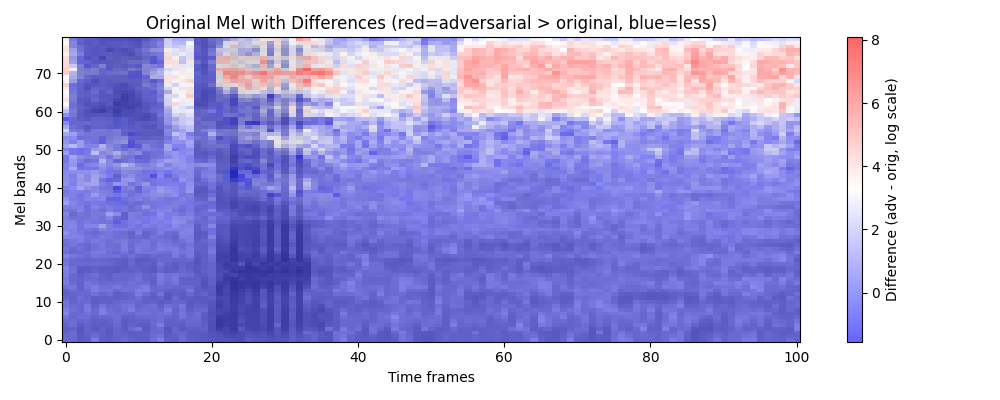 Original Mel with Differences (red=adversarial > original, blue=less)
Mel bands
70
60
50
40
30
20
10
0
0 20 40 60 80 100
Time frames
8
6
4
2
0
Difference (adv - orig, log scale)